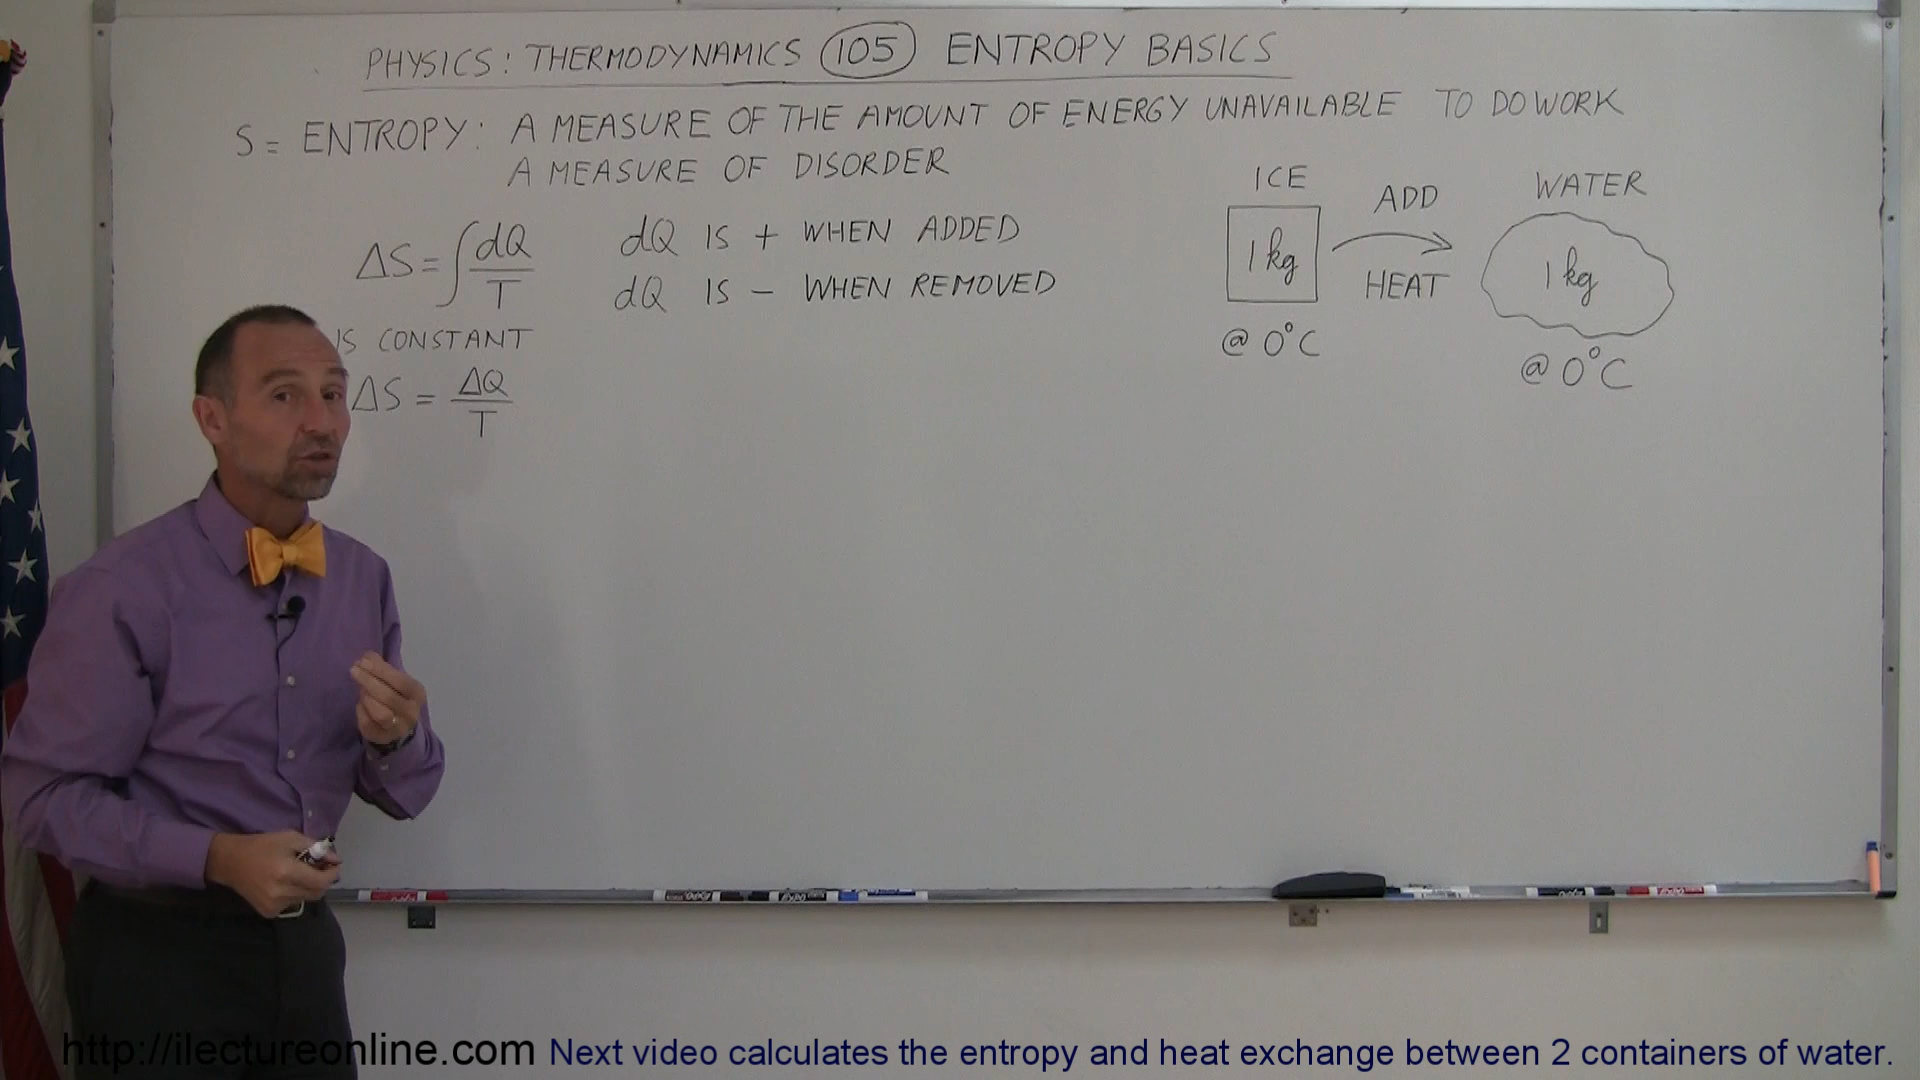 PHYSICS: THERMODYNAMICS 105 ENTROPY BASICS
S = ENTROPY: A MEASURE OF THE AMOUNT OF ENERGY UNAVAILABLE TO DO WORK
A MEASURE OF DISORDER
ΔS = ∫ dQ/T
dQ IS + WHEN ADDED
dQ IS − WHEN REMOVED
IS CONSTANT
ΔS = ΔQ/T
ICE
1 kg
@ 0°C
ADD
HEAT
WATER
1 kg
@ 0°C
http://ilectureonline.com Next video calculates the entropy and heat exchange between 2 containers of water.